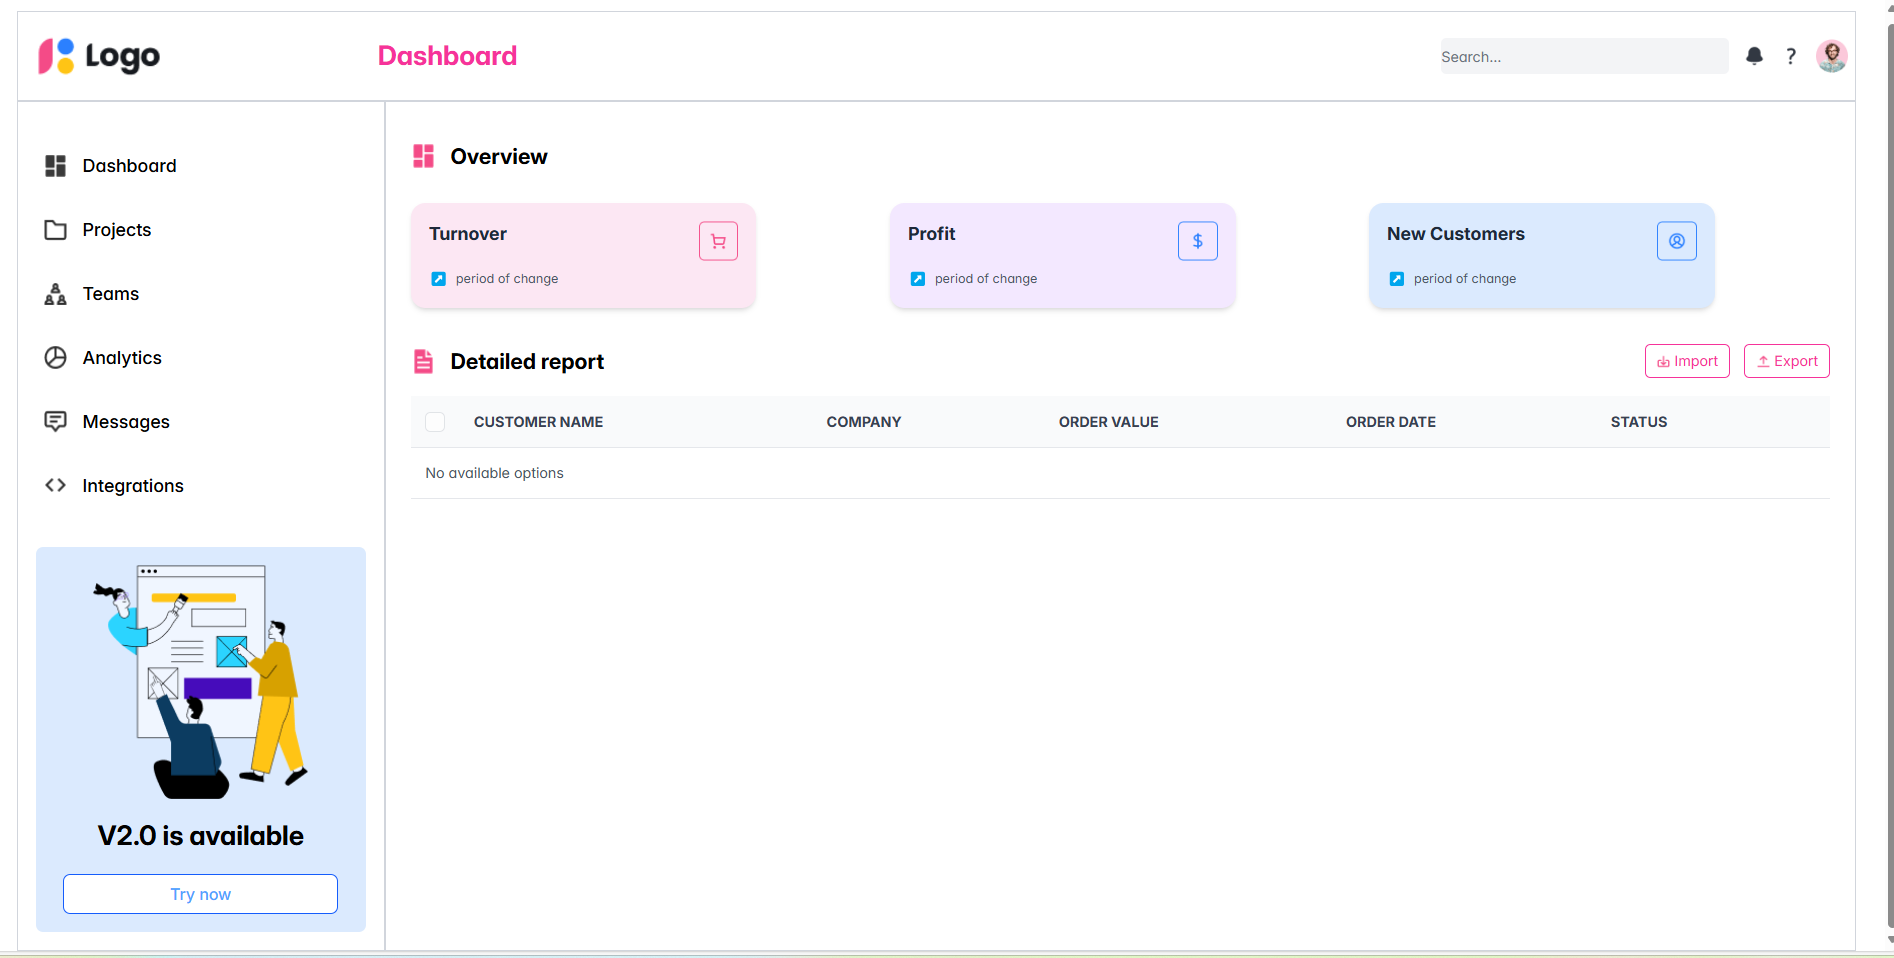 Logo
Dashboard
Search...
?
Dashboard
Projects
Teams
Analytics
Messages
Integrations
V2.0 is available
Try now
Overview
Turnover
period of change
Profit
$
period of change
New Customers
period of change
Detailed report
Import
Export
CUSTOMER NAME COMPANY ORDER VALUE ORDER DATE STATUS
No available options